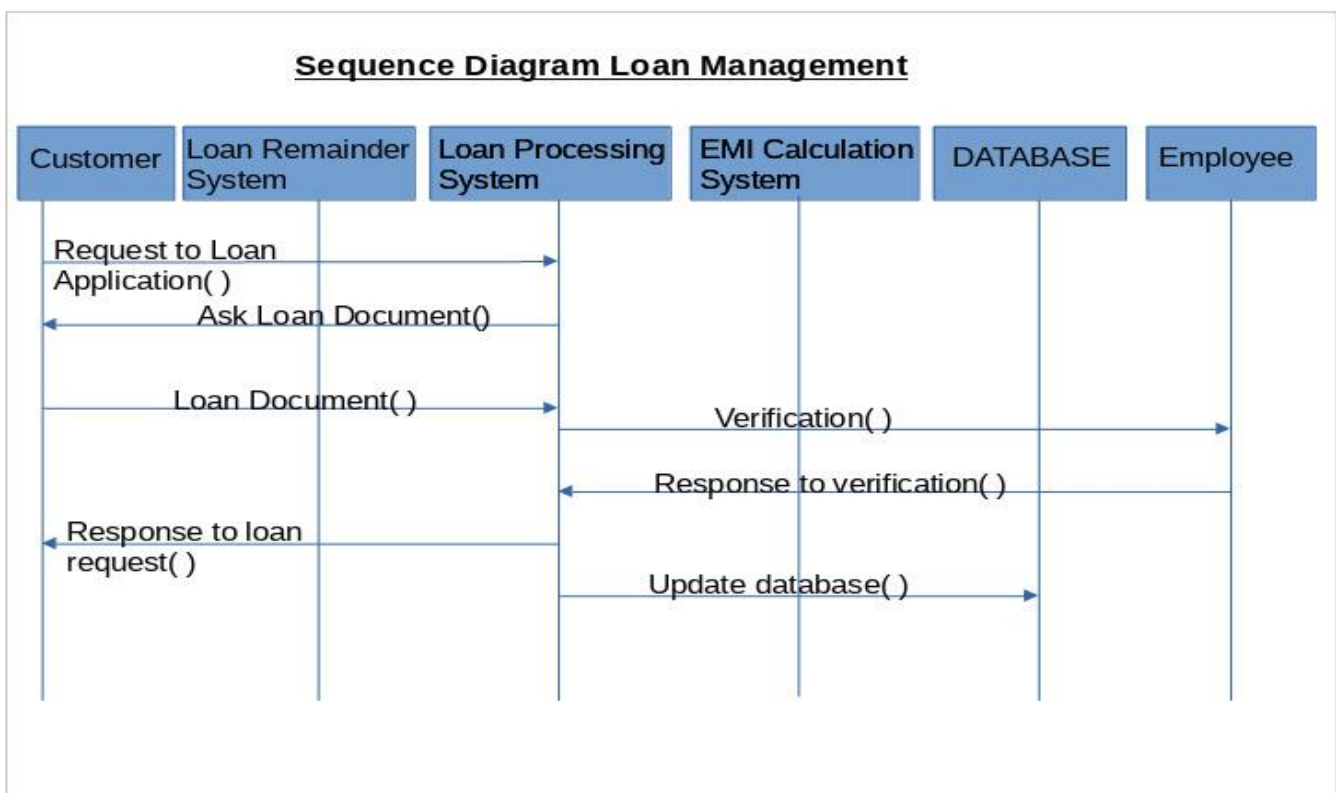 Sequence Diagram Loan Management
Customer
Loan Remainder
System
Loan Processing
System
EMI Calculation
System
DATABASE
Employee
Request to Loan
Application( )
Ask Loan Document()
Loan Document( )
Verification( )
Response to verification( )
Response to loan
request( )
Update database( )